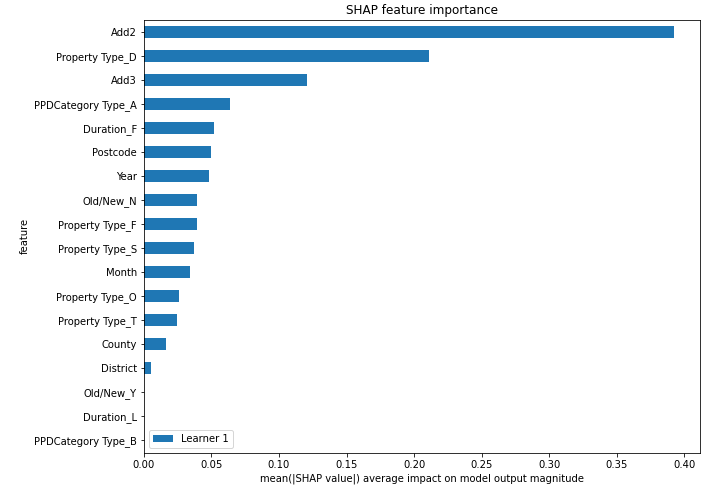 SHAP feature importance
Add2
Property Type_D
Add3
PPDCategory Type_A
Duration_F
Postcode
Year
Old/New_N
Property Type_F
Property Type_S
Month
Property Type_O
Property Type_T
County
District
Old/New_Y
Duration_L
PPDCategory Type_B
feature
Learner 1
0.00 0.05 0.10 0.15 0.20 0.25 0.30 0.35 0.40
mean(|SHAP value|) average impact on model output magnitude